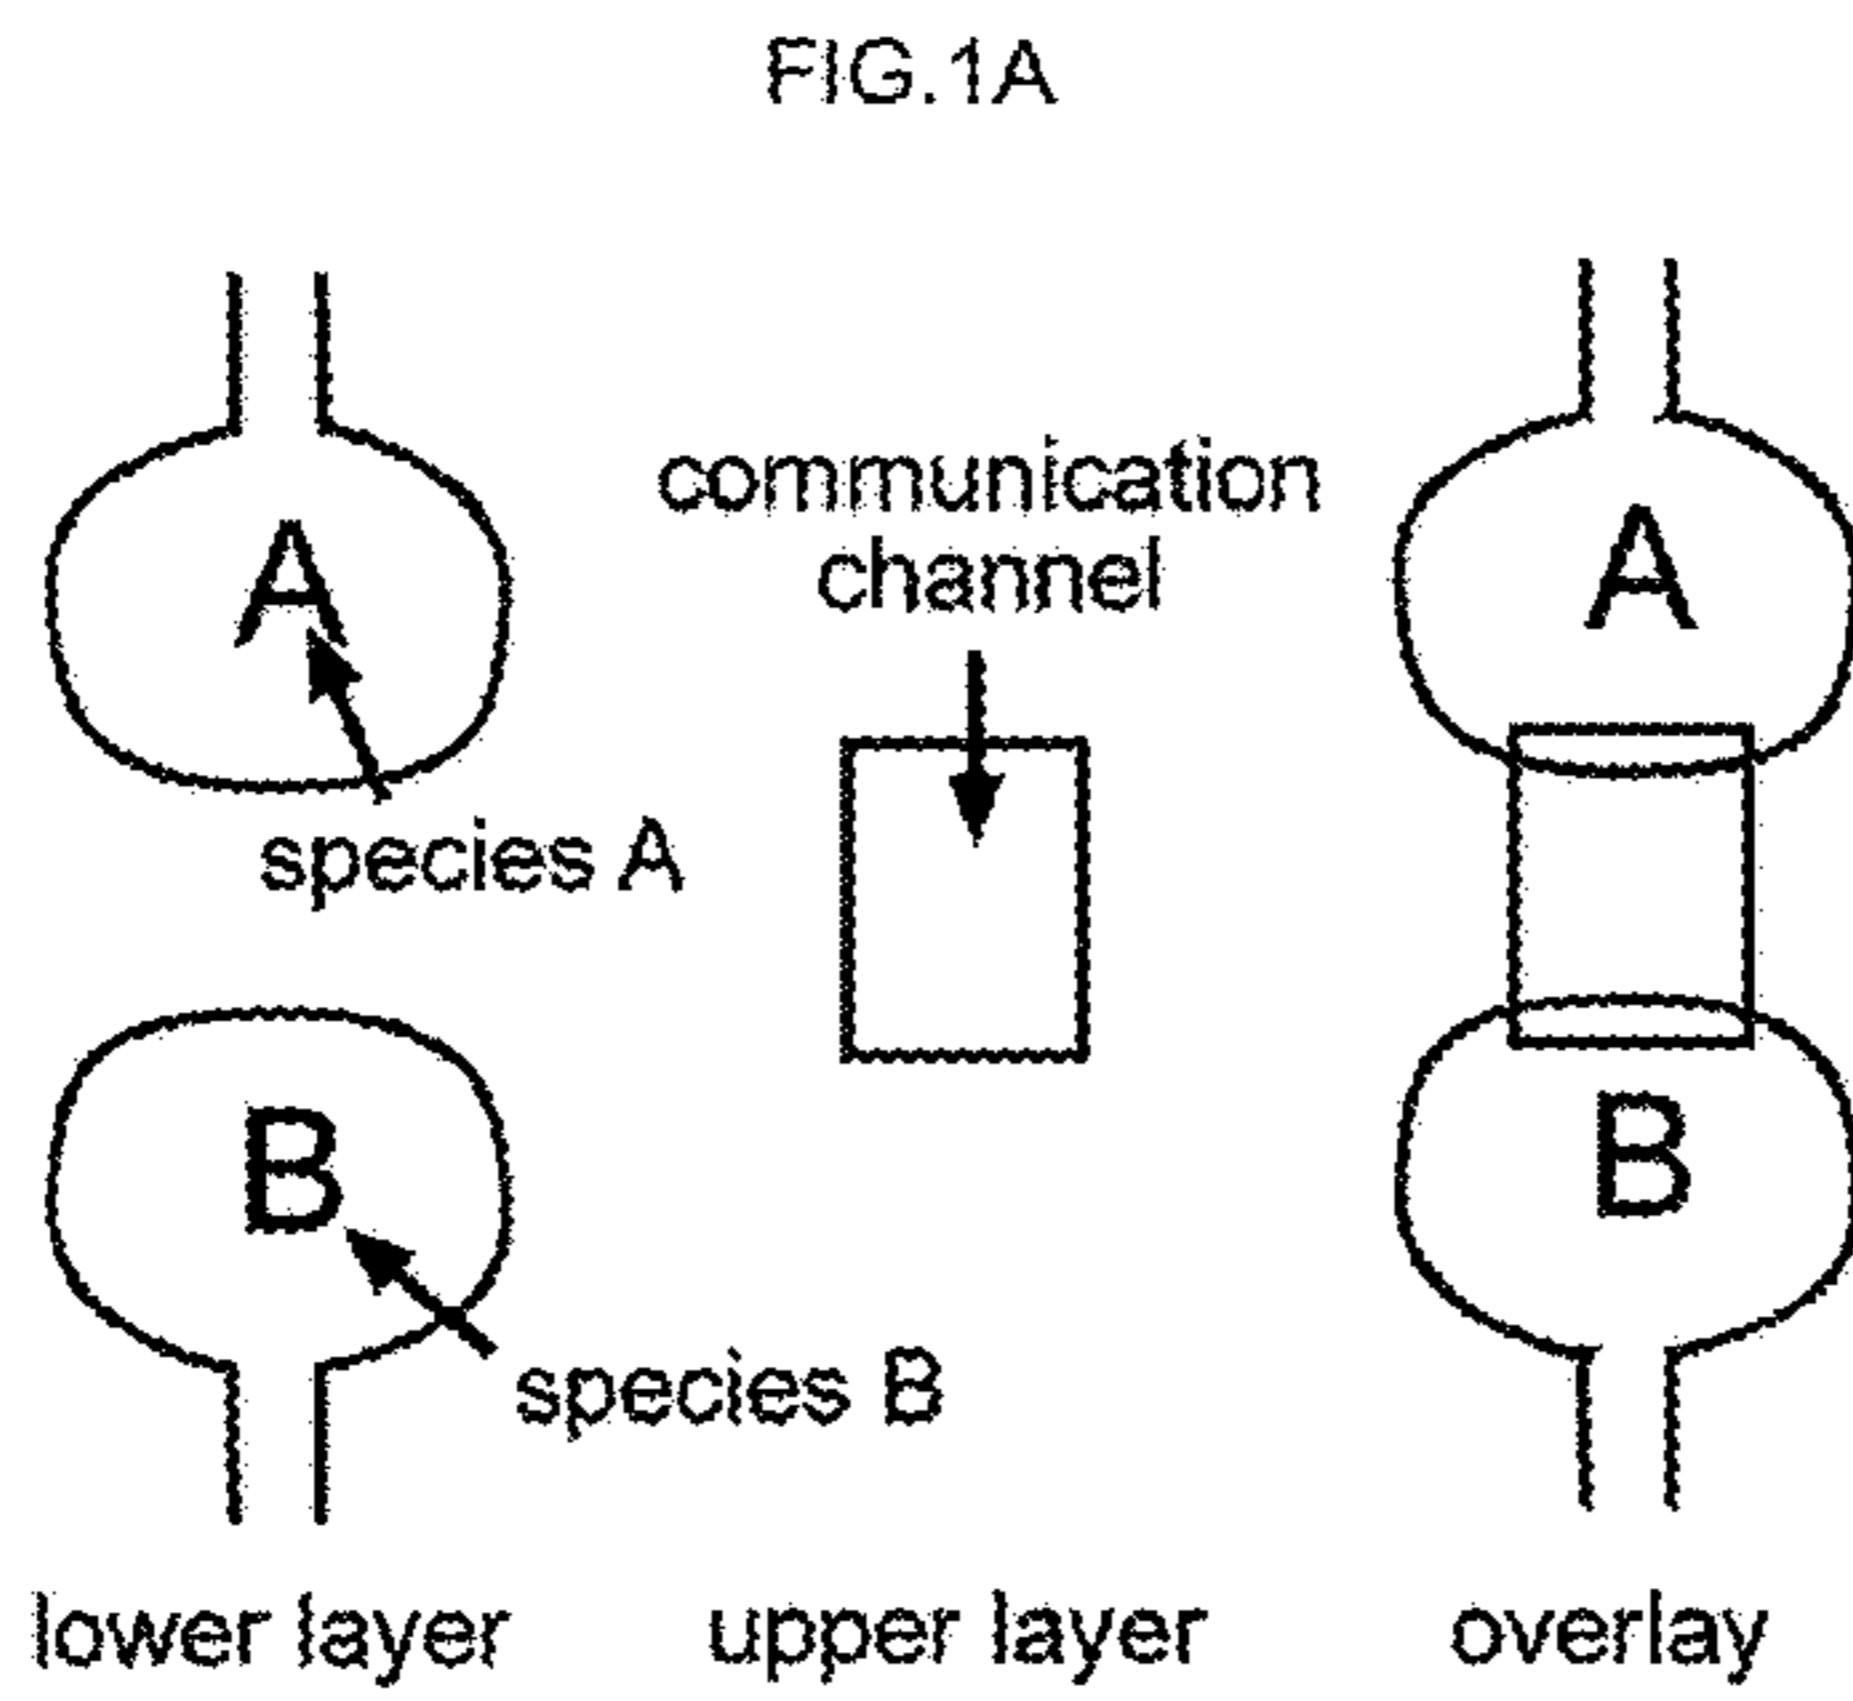 FIG.1A
A
species A
B
species B
lower layer
communication
channel
upper layer
A
B
overlay